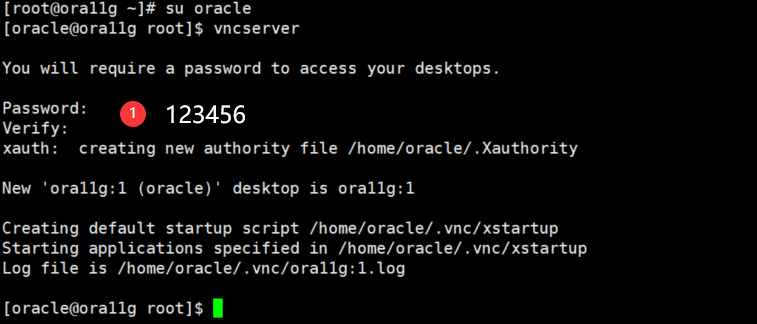 [root@ora11g ~]# su oracle
[oracle@ora11g root]$ vncserver
You will require a password to access your desktops.
Password:
1 123456
Verify:
xauth:  creating new authority file /home/oracle/.Xauthority
New 'ora11g:1 (oracle)' desktop is ora11g:1
Creating default startup script /home/oracle/.vnc/xstartup
Starting applications specified in /home/oracle/.vnc/xstartup
Log file is /home/oracle/.vnc/ora11g:1.log
[oracle@ora11g root]$